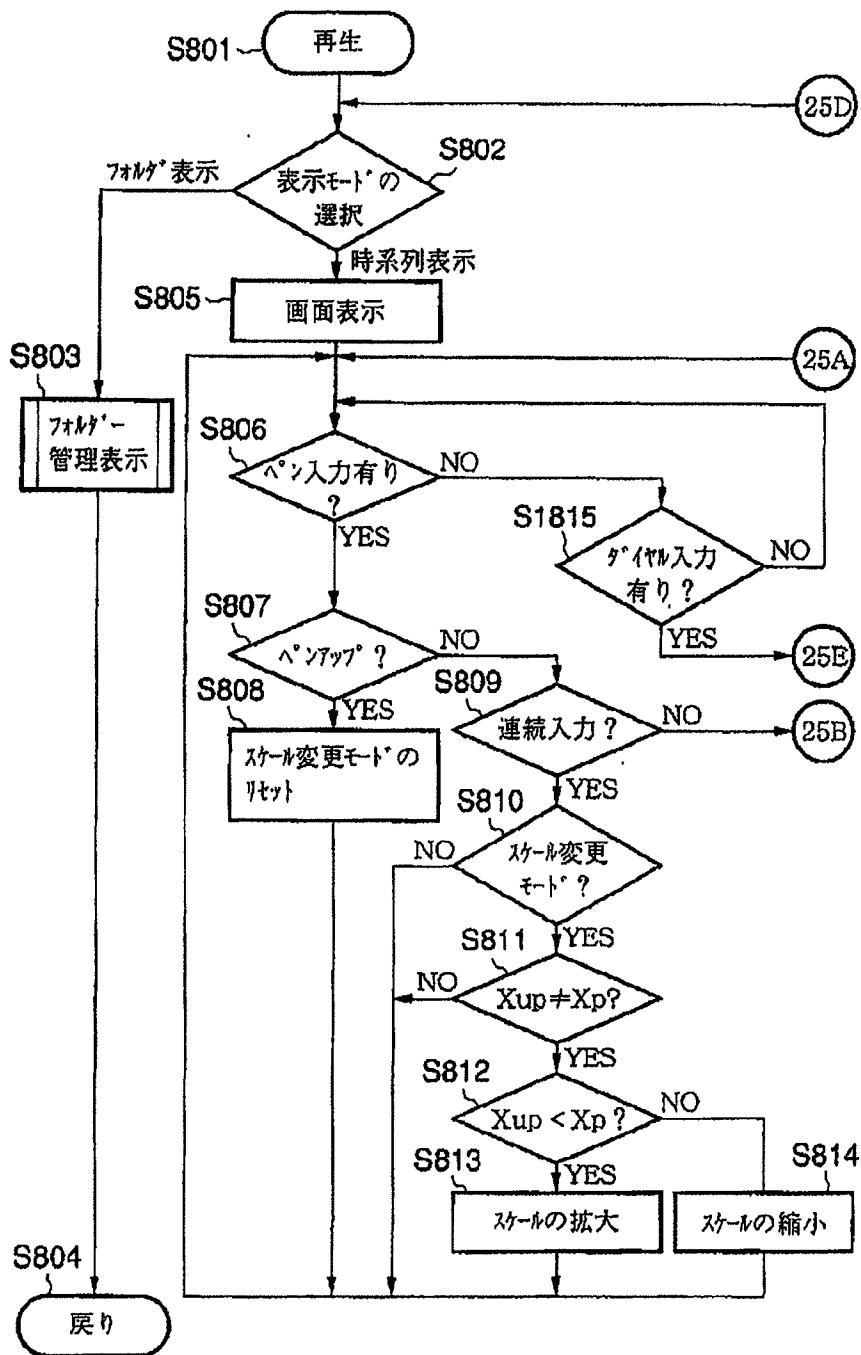 S801
再生
25D
S802
フォルダ表示
表示モードの
選択
時系列表示
S805
画面表示
S803
25A
フォルダー
管理表示
S806
ペン入力有り
?
NO
YES
S1815
ダイヤル入力
有り?
NO
YES
25E
S807
ペンアップ?
NO
YES
S808
スケール変更モードの
リセット
S809
連続入力?
NO
25B
YES
S810
スケール変更
モード?
NO
YES
S811
Xup≠Xp?
NO
YES
S812
Xup<Xp?
NO
YES
S813
スケールの拡大
S814
スケールの縮小
S804
戻り